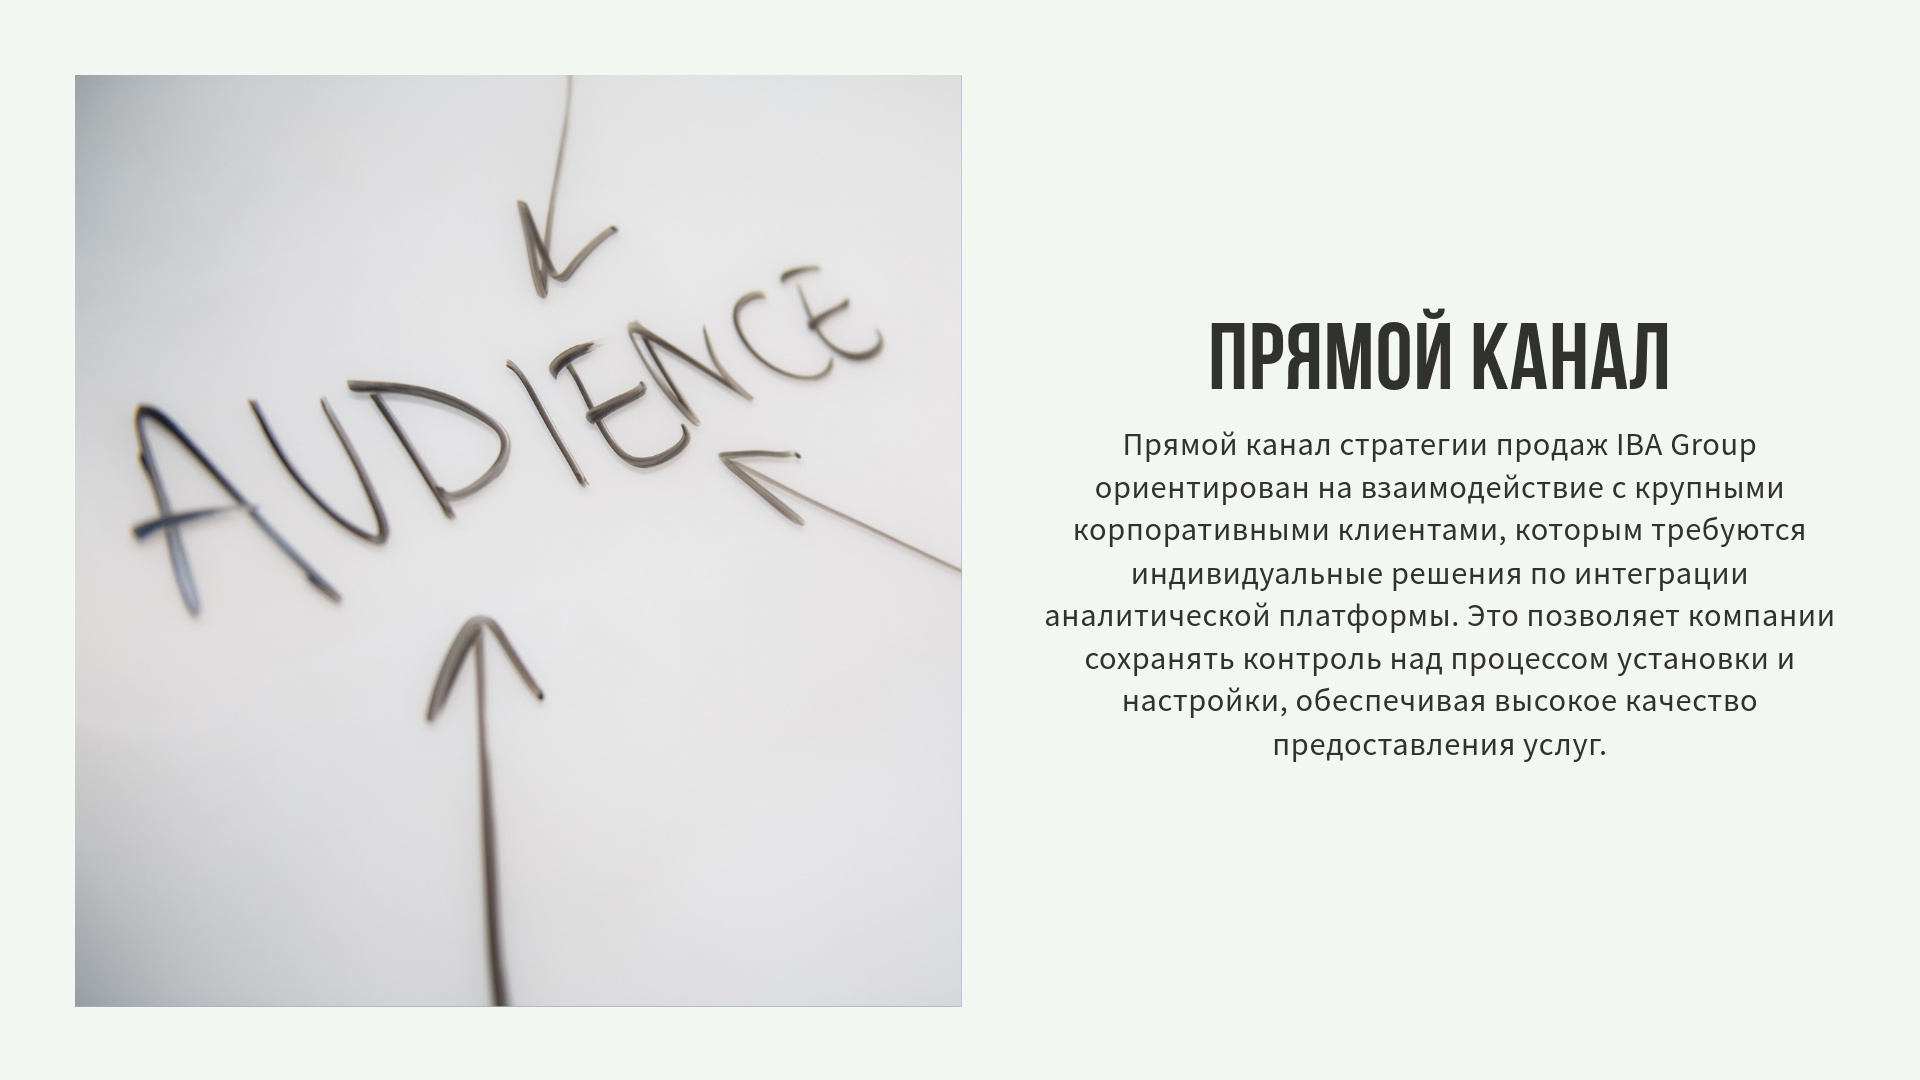 AUDIENCE
ПРЯМОЙ КАНАЛ
Прямой канал стратегии продаж IBA Group
ориентирован на взаимодействие с крупными
корпоративными клиентами, которым требуются
индивидуальные решения по интеграции
аналитической платформы. Это позволяет компании
сохранять контроль над процессом установки и
настройки, обеспечивая высокое качество
предоставления услуг.